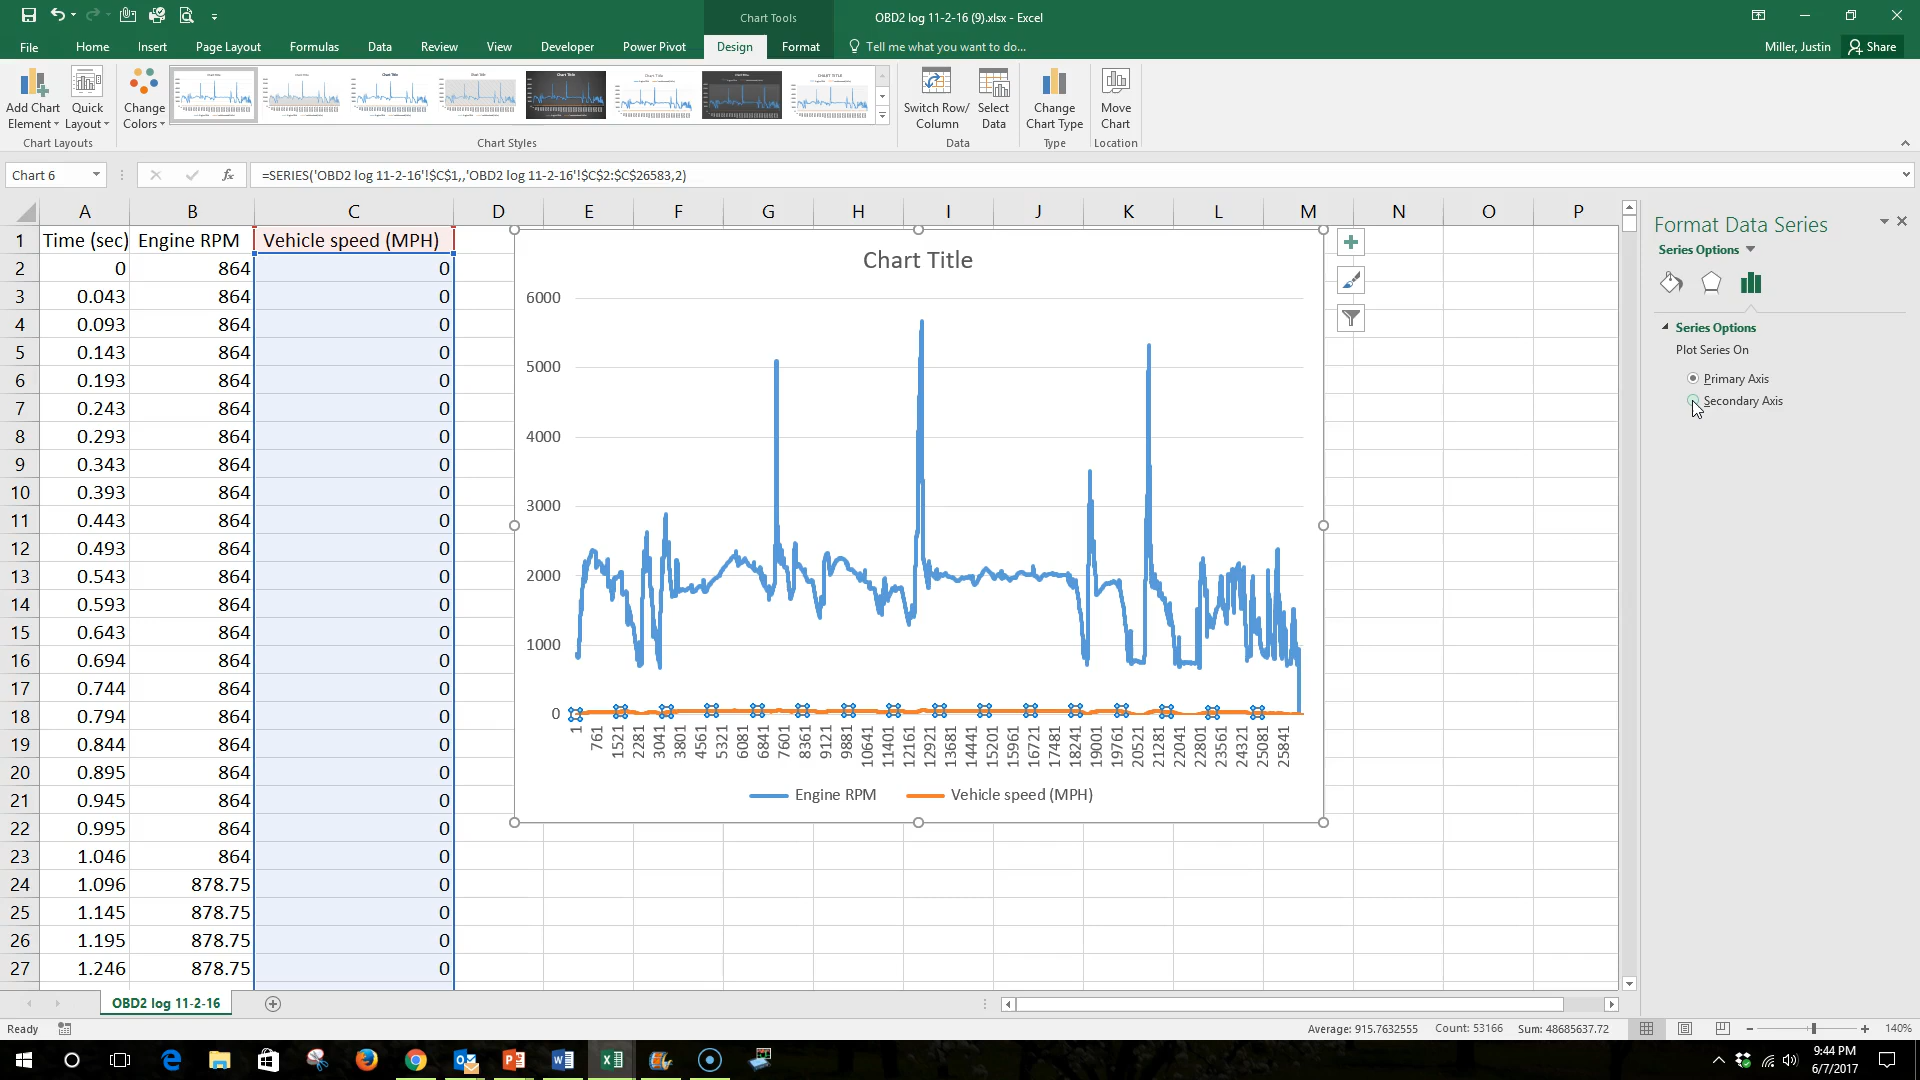 Chart Tools
OBD2 log 11-2-16 (9).xlsx - Excel
File Home Insert Page Layout Formulas Data Review View Developer Power Pivot Design Format Tell me what you want to do... Miller, Justin Share
Add Chart Element Quick Layout
Chart Layouts
Change Colors
Chart Styles
Switch Row/ Column Select Data
Data
Change Chart Type
Type
Move Chart
Location
Chart 6 fx =SERIES('OBD2 log 11-2-16'!$C$1,,'OBD2 log 11-2-16'!$C$2:$C$26583,2)
A B C D E F G H I J K L M N O P
1 Time (sec) Engine RPM Vehicle speed (MPH)
2 0 864 0
3 0.043 864 0
4 0.093 864 0
5 0.143 864 0
6 0.193 864 0
7 0.243 864 0
8 0.293 864 0
9 0.343 864 0
10 0.393 864 0
11 0.443 864 0
12 0.493 864 0
13 0.543 864 0
14 0.593 864 0
15 0.643 864 0
16 0.694 864 0
17 0.744 864 0
18 0.794 864 0
19 0.844 864 0
20 0.895 864 0
21 0.945 864 0
22 0.995 864 0
23 1.046 864 0
24 1.096 878.75 0
25 1.145 878.75 0
26 1.195 878.75 0
27 1.246 878.75 0
Chart Title
6000
5000
4000
3000
2000
1000
0
1 761 1521 2281 3041 3801 4561 5321 6081 6841 7601 8361 9121 9881 10641 11401 12161 12921 13681 14441 15201 15961 16721 17481 18241 19001 19761 20521 21281 22041 22801 23561 24321 25081 25841
Engine RPM Vehicle speed (MPH)
Format Data Series
Series Options
Series Options
Plot Series On
Primary Axis
Secondary Axis
OBD2 log 11-2-16
Ready Average: 915.7632555 Count: 53166 Sum: 48685637.72 140%
9:44 PM
6/7/2017